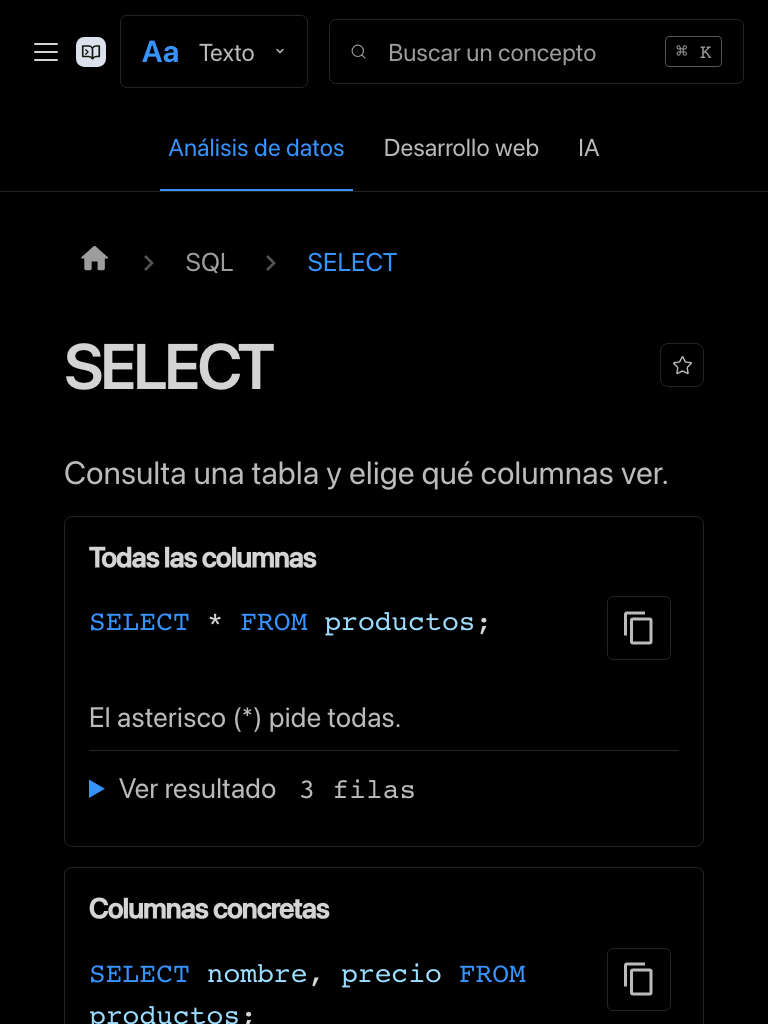 Aa Texto
Buscar un concepto
⌘ K
Análisis de datos Desarrollo web IA
SQL SELECT
SELECT
Consulta una tabla y elige qué columnas ver.
Todas las columnas
SELECT * FROM productos;
El asterisco (*) pide todas.
Ver resultado 3 filas
Columnas concretas
SELECT nombre, precio FROM
productos;